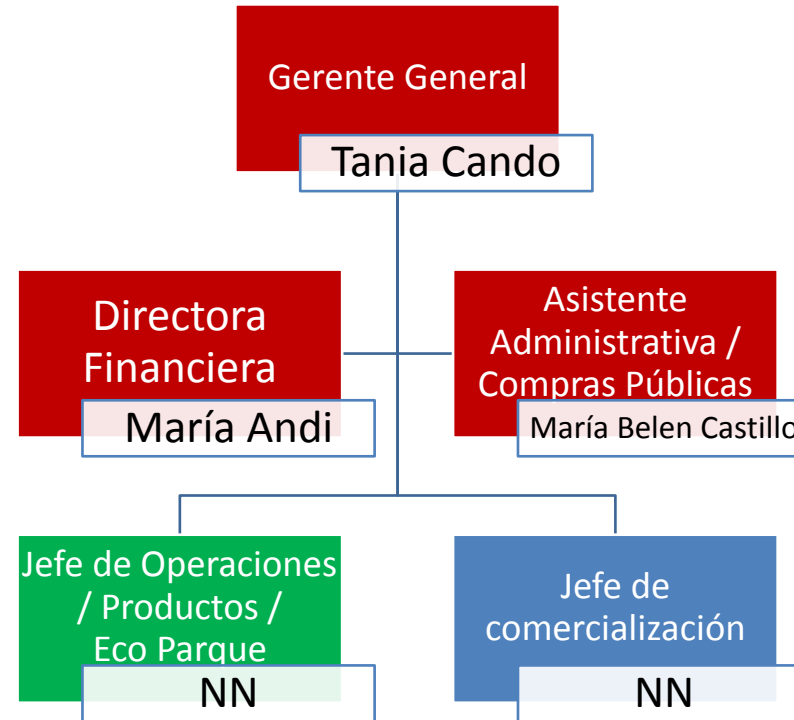 Gerente General
Tania Cando
Directora
Financiera
María Andi
Asistente
Administrativa /
Compras Públicas
María Belen Castillo
Jefe de Operaciones
/ Productos /
Eco Parque
NN
Jefe de
comercialización
NN